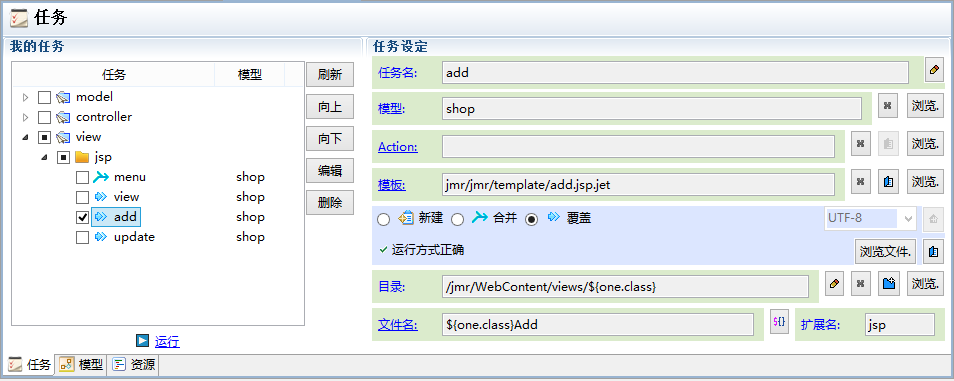 任务
我的任务
任务 模型
model
controller
view
jsp
menu shop
view shop
add shop
update shop
刷新
向上
向下
编辑
删除
运行
任务设定
任务名: add
模型: shop 浏览.
Action: 浏览.
模板: jmr/jmr/template/add.jsp.jet 浏览.
新建 合并 覆盖 UTF-8
运行方式正确 浏览文件.
目录: /jmr/WebContent/views/${one.class} 浏览.
文件名: ${one.class}Add ${} 扩展名: jsp
任务 模型 资源